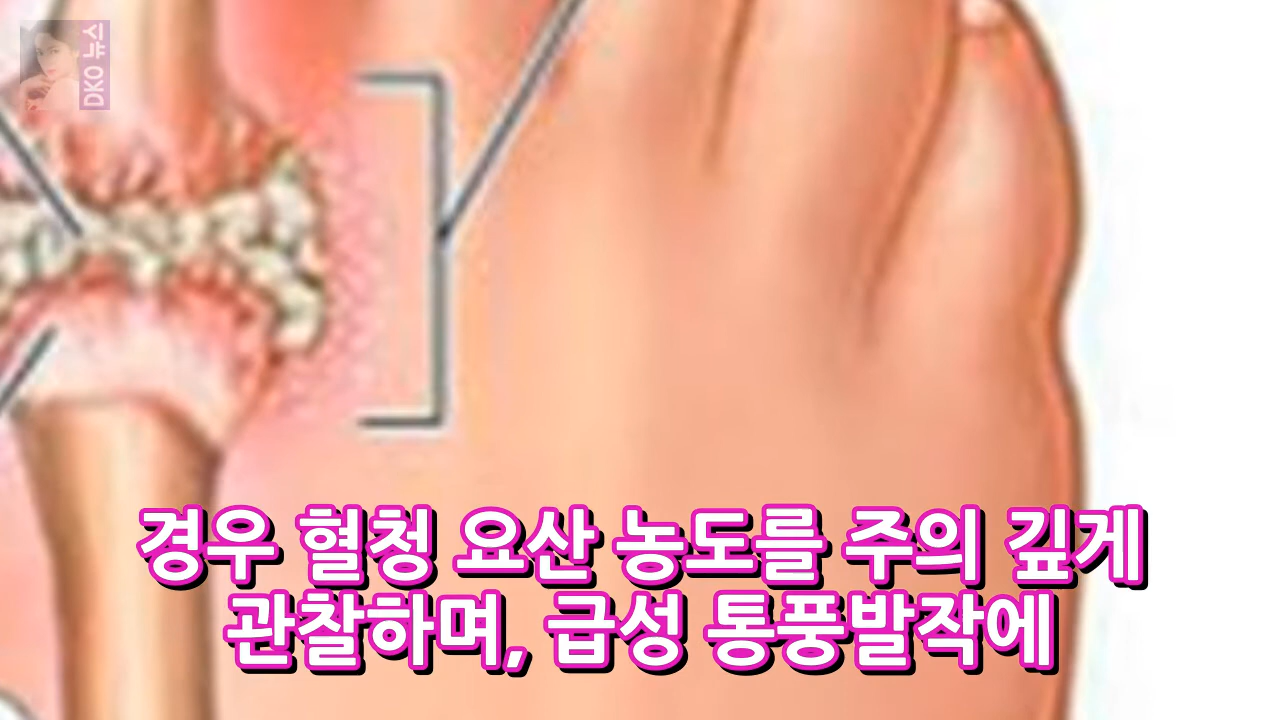 DKO 뉴스
경우 혈청 요산 농도를 주의 깊게
관찰하며, 급성 통풍발작에